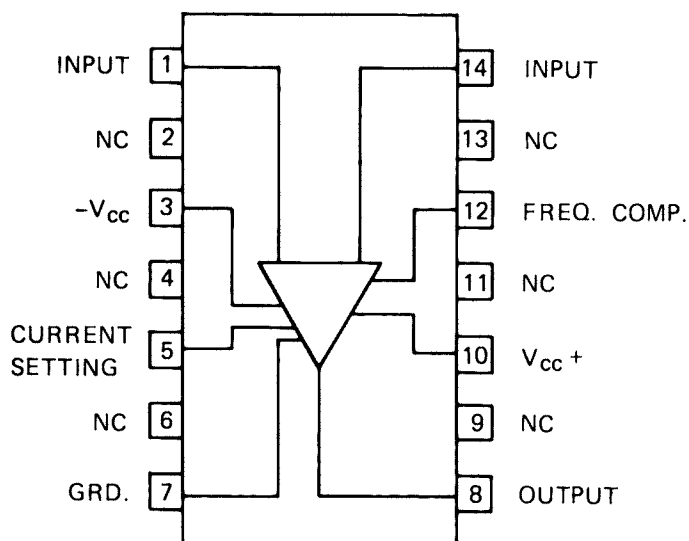 INPUT 1
NC 2
-Vcc 3
NC 4
CURRENT
SETTING 5
NC 6
GRD. 7
14 INPUT
13 NC
12 FREQ. COMP.
11 NC
10 Vcc +
9 NC
8 OUTPUT